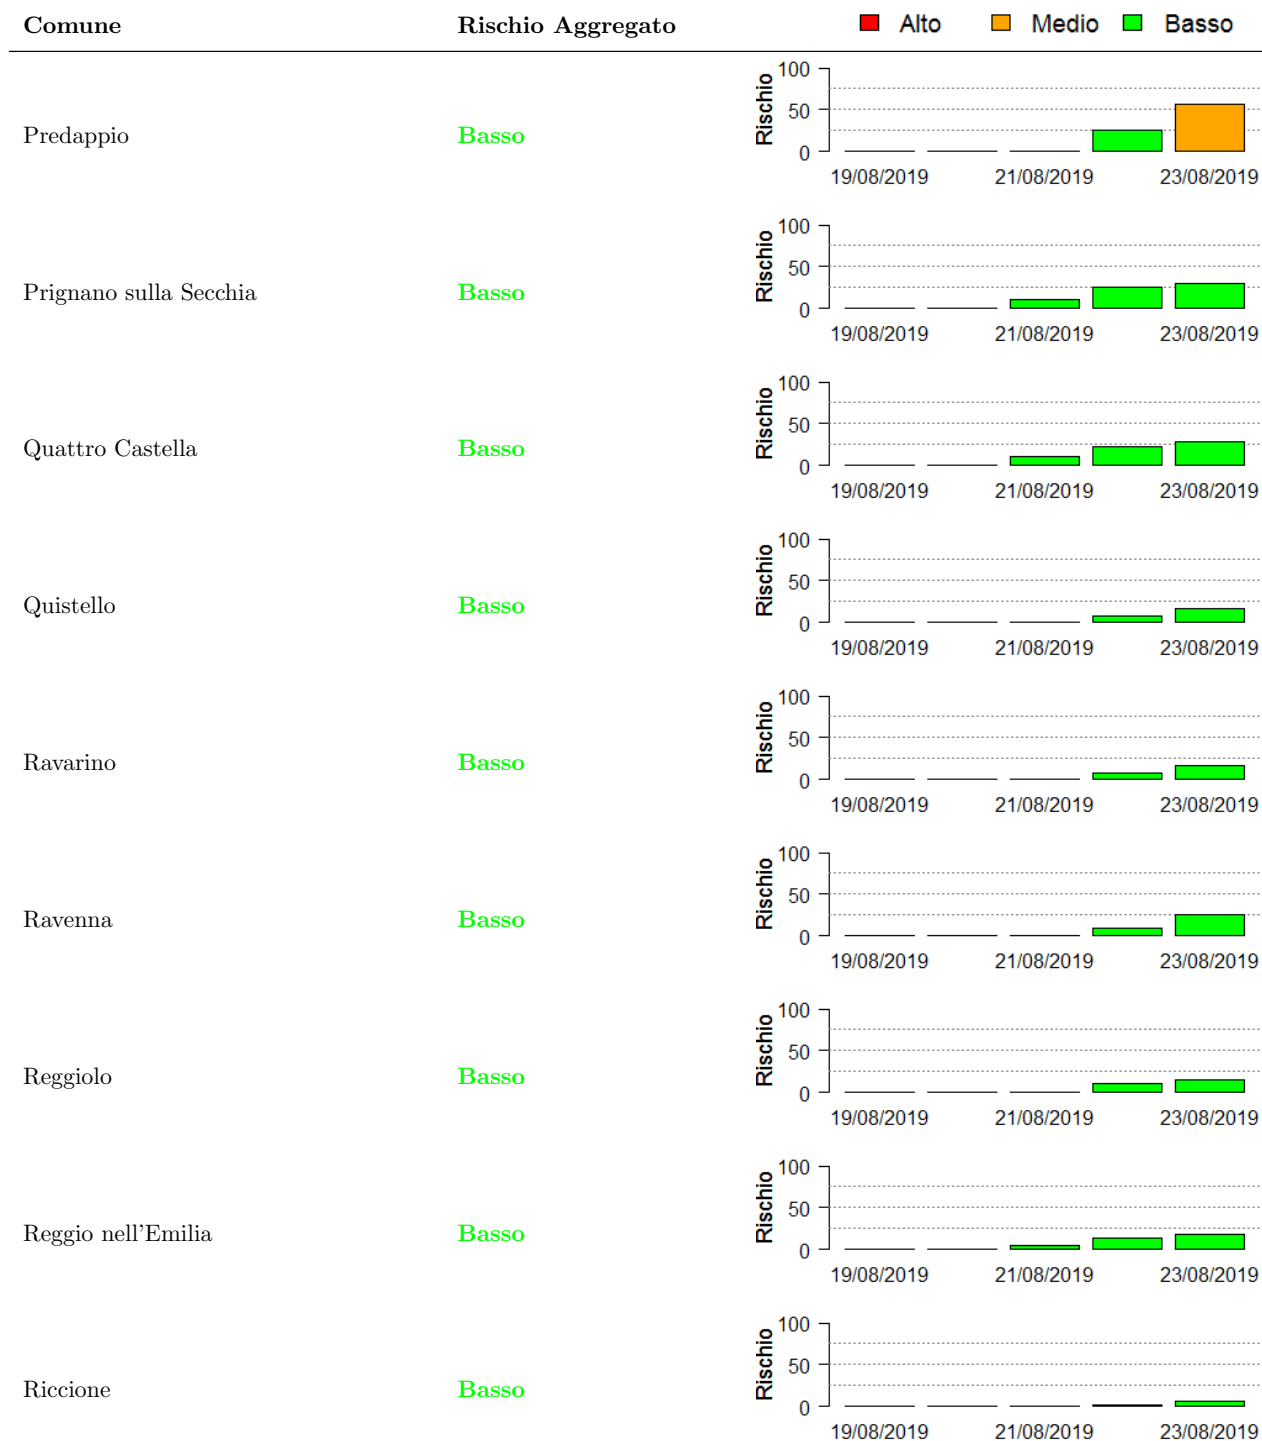 Comune Rischio Aggregato Alto Medio Basso
100
50
0
Rischio
Predappio Basso
19/08/2019 21/08/2019 23/08/2019
100
50
0
Rischio
Prignano sulla Secchia Basso
19/08/2019 21/08/2019 23/08/2019
100
50
0
Rischio
Quattro Castella Basso
19/08/2019 21/08/2019 23/08/2019
100
50
0
Rischio
Quistello Basso
19/08/2019 21/08/2019 23/08/2019
100
50
0
Rischio
Ravarino Basso
19/08/2019 21/08/2019 23/08/2019
100
50
0
Rischio
Ravenna Basso
19/08/2019 21/08/2019 23/08/2019
100
50
0
Rischio
Reggiolo Basso
19/08/2019 21/08/2019 23/08/2019
100
50
0
Rischio
Reggio nell'Emilia Basso
19/08/2019 21/08/2019 23/08/2019
100
50
0
Rischio
Riccione Basso
19/08/2019 21/08/2019 23/08/2019